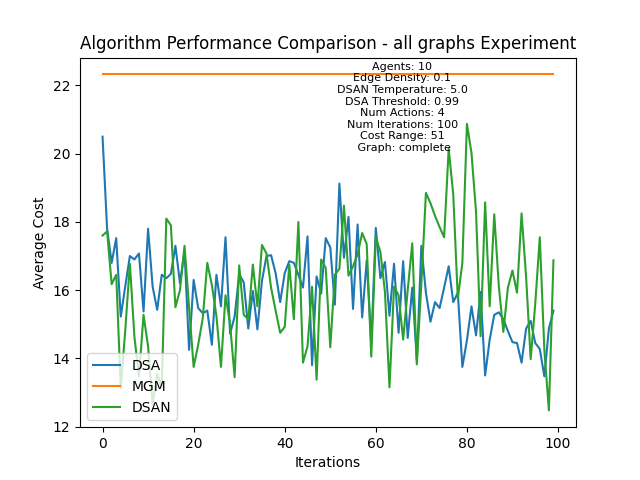 Algorithm Performance Comparison - all graphs Experiment
Agents: 10
Edge Density: 0.1
DSAN Temperature: 5.0
DSA Threshold: 0.99
Num Actions: 4
Num Iterations: 100
Cost Range: 51
Graph: complete
Average Cost
22
20
18
16
14
12
DSA
MGM
DSAN
0
20
40
60
80
100
Iterations